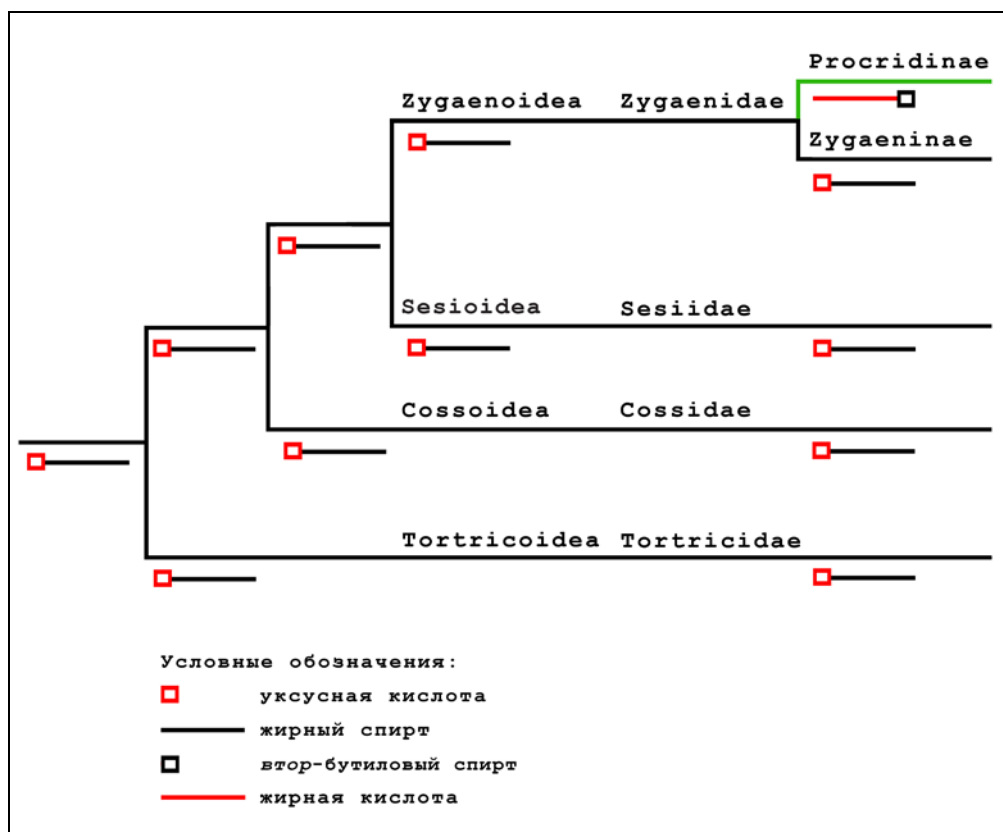 Procridinae
Zygaenoidea Zygaenidae
Zygaeninae
Sesioidea Sesiidae
Cossoidea Cossidae
Tortricoidea Tortricidae
Условные обозначения:
уксусная кислота
жирный спирт
втор-бутиловый спирт
жирная кислота